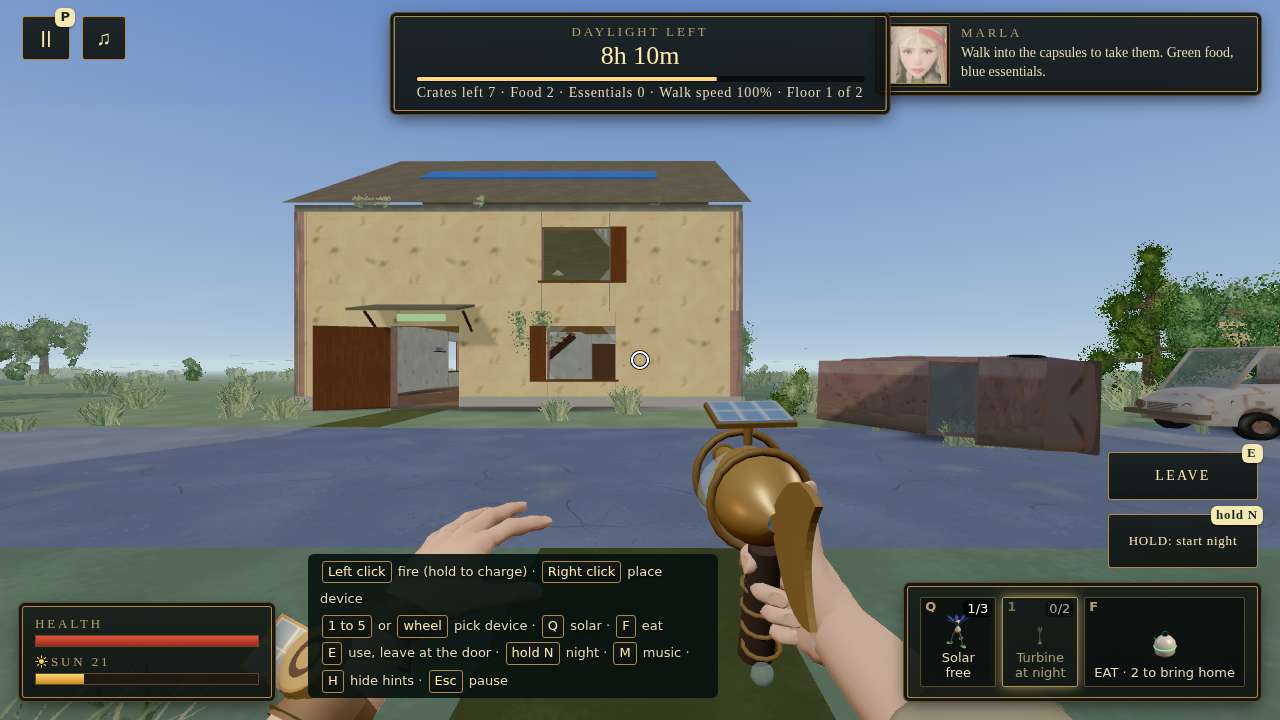 P
DAYLIGHT LEFT
8h 10m
Crates left 7 · Food 2 · Essentials 0 · Walk speed 100% · Floor 1 of 2
MARLA
Walk into the capsules to take them. Green food,
blue essentials.
E
LEAVE
hold N
HOLD: start night
Left click fire (hold to charge) · Right click place
device
1 to 5 or wheel pick device · Q solar · F eat
E use, leave at the door · hold N night · M music ·
H hide hints · Esc pause
HEALTH
SUN 21
Q 1/3
Solar
free
1 0/2
Turbine
at night
F
EAT · 2 to bring home